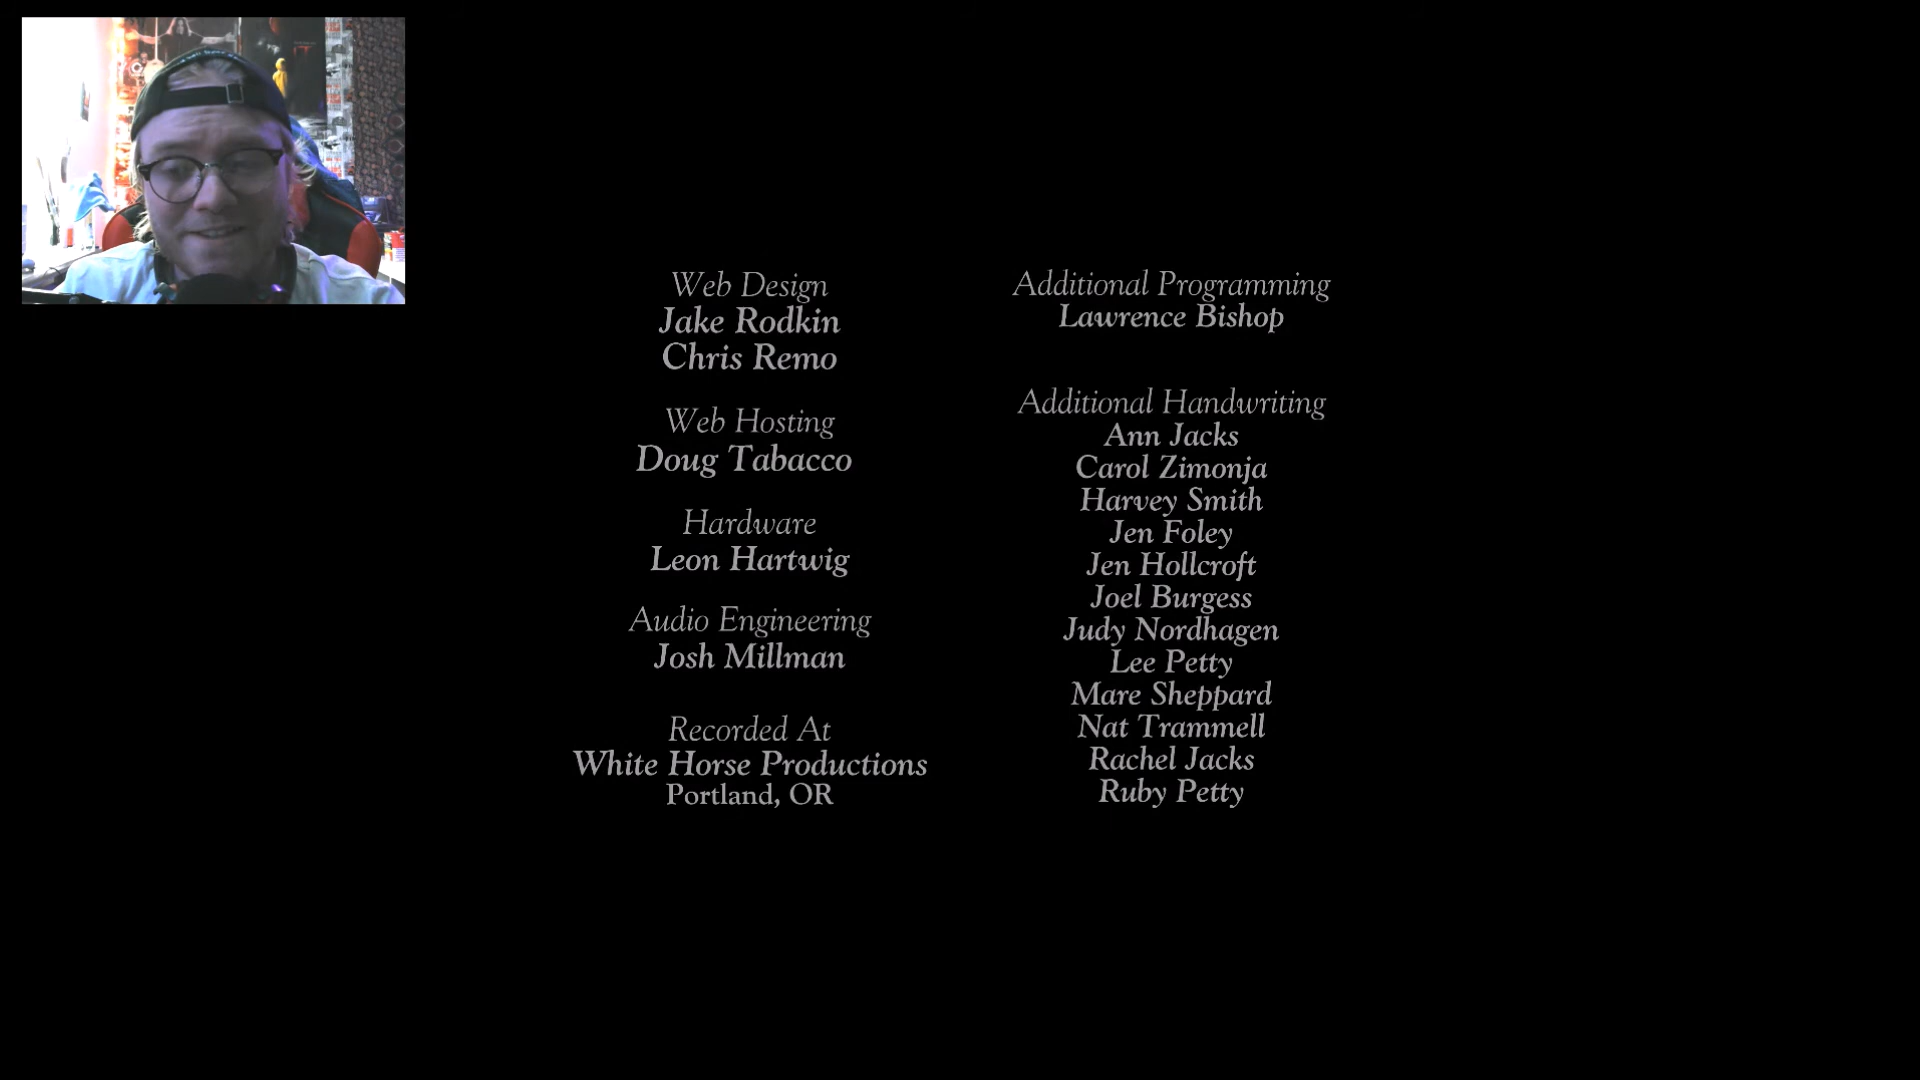 Web Design
Jake Rodkin
Chris Remo
Web Hosting
Doug Tabacco
Hardware
Leon Hartwig
Audio Engineering
Josh Millman
Recorded At
White Horse Productions
Portland, OR
Additional Programming
Lawrence Bishop
Additional Handwriting
Ann Jacks
Carol Zimonja
Harvey Smith
Jen Foley
Jen Hollcroft
Joel Burgess
Judy Nordhagen
Lee Petty
Mare Sheppard
Nat Trammell
Rachel Jacks
Ruby Petty